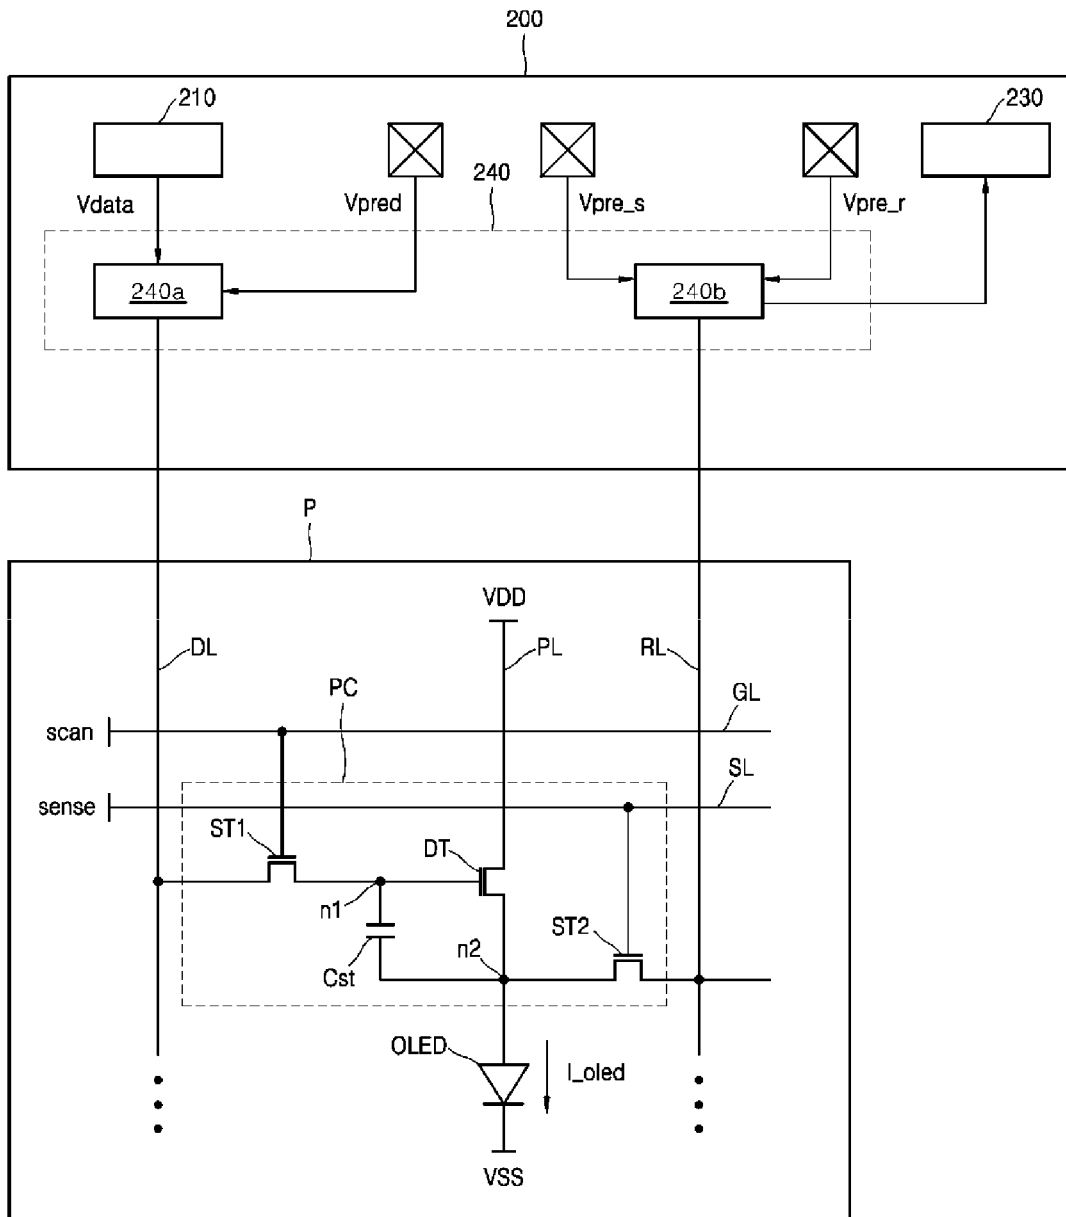 200
210
230
240
Vdata
Vpred
Vpre_s
Vpre_r
240a
240b
P
VDD
DL
PL
RL
PC
GL
scan
SL
sense
ST1
DT
n1
ST2
n2
Cst
OLED
I_oled
VSS